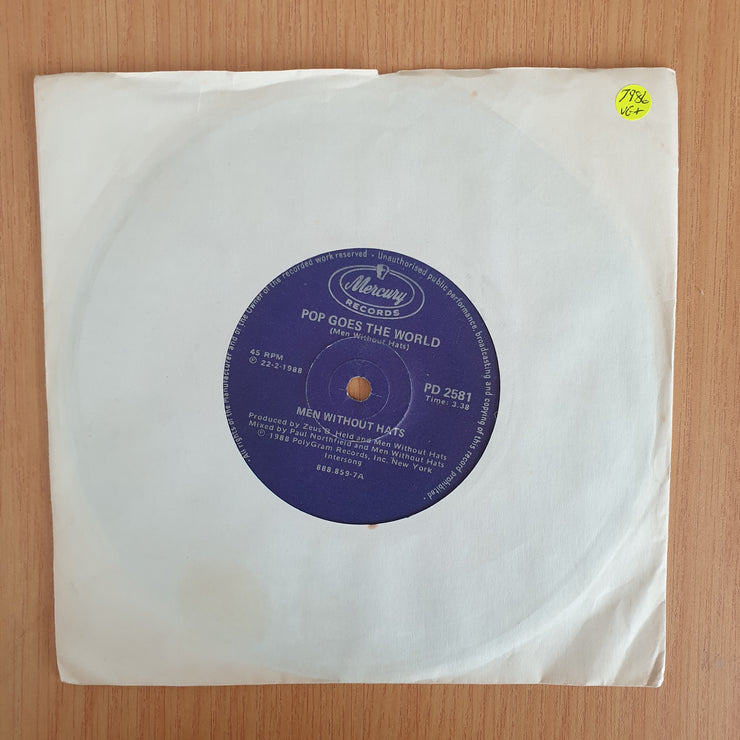 7986
VG+
· All rights of the manufacturer and of the Owner of the recorded work reserved · Unauthorised public performance, broadcasting and copying of this record prohibited ·
Mercury
RECORDS
POP GOES THE WORLD
(Men Without Hats)
45 RPM
℗ 22-2-1988
PD 2581
Time: 3.38
MEN WITHOUT HATS
Produced by Zeus B. Held and Men Without Hats
Mixed by Paul Northfield and Men Without Hats
℗ 1988 PolyGram Records, Inc. New York
Intersong
888.859-7A